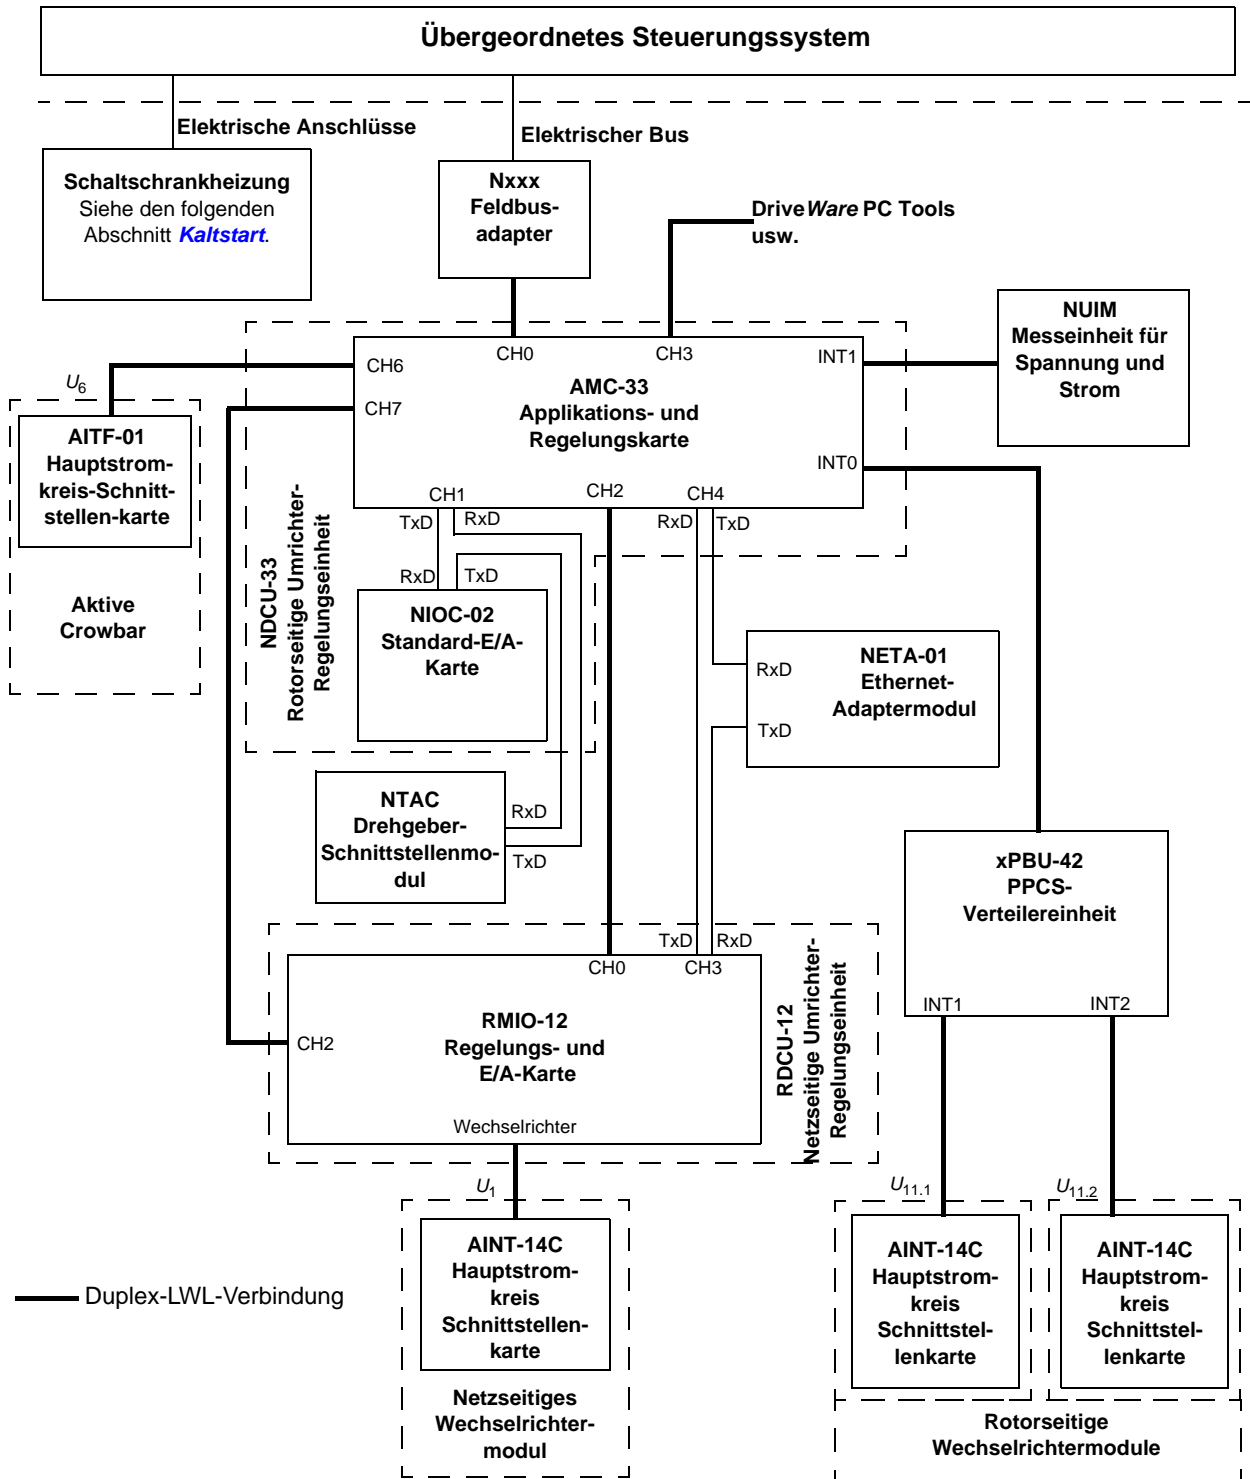 Übergeordnetes Steuerungssystem
Elektrische Anschlüsse
Elektrischer Bus
Schaltschrankheizung
Siehe den folgenden
Abschnitt Kaltstart.
Nxxx
Feldbus-
adapter
DriveWare PC Tools
usw.
NUIM
Messeinheit für
Spannung und
Strom
CH0
CH3
INT1
CH6
CH7
AMC-33
Applikations- und
Regelungskarte
INT0
CH1
CH2
CH4
TxD
RxD
RxD
TxD
U6
AITF-01
Hauptstrom-
kreis-Schnitt-
stellen-karte
Aktive
Crowbar
NDCU-33
Rotorseitige Umrichter-
Regelungseinheit
RxD
TxD
NIOC-02
Standard-E/A-
Karte
NETA-01
Ethernet-
Adaptermodul
RxD
TxD
NTAC
Drehgeber-
Schnittstellenmo-
dul
RxD
TxD
xPBU-42
PPCS-
Verteilereinheit
INT1
INT2
TxD
RxD
CH0
CH3
CH2
RMIO-12
Regelungs- und
E/A-Karte
Wechselrichter
RDCU-12
Netzseitige Umrichter-
Regelungseinheit
U1
AINT-14C
Hauptstrom-
kreis
Schnittstellen-
karte
Netzseitiges
Wechselrichter-
modul
U11.1
AINT-14C
Hauptstrom-
kreis
Schnittstel-
lenkarte
U11.2
AINT-14C
Hauptstrom-
kreis
Schnittstel-
lenkarte
Rotorseitige
Wechselrichtermodule
Duplex-LWL-Verbindung